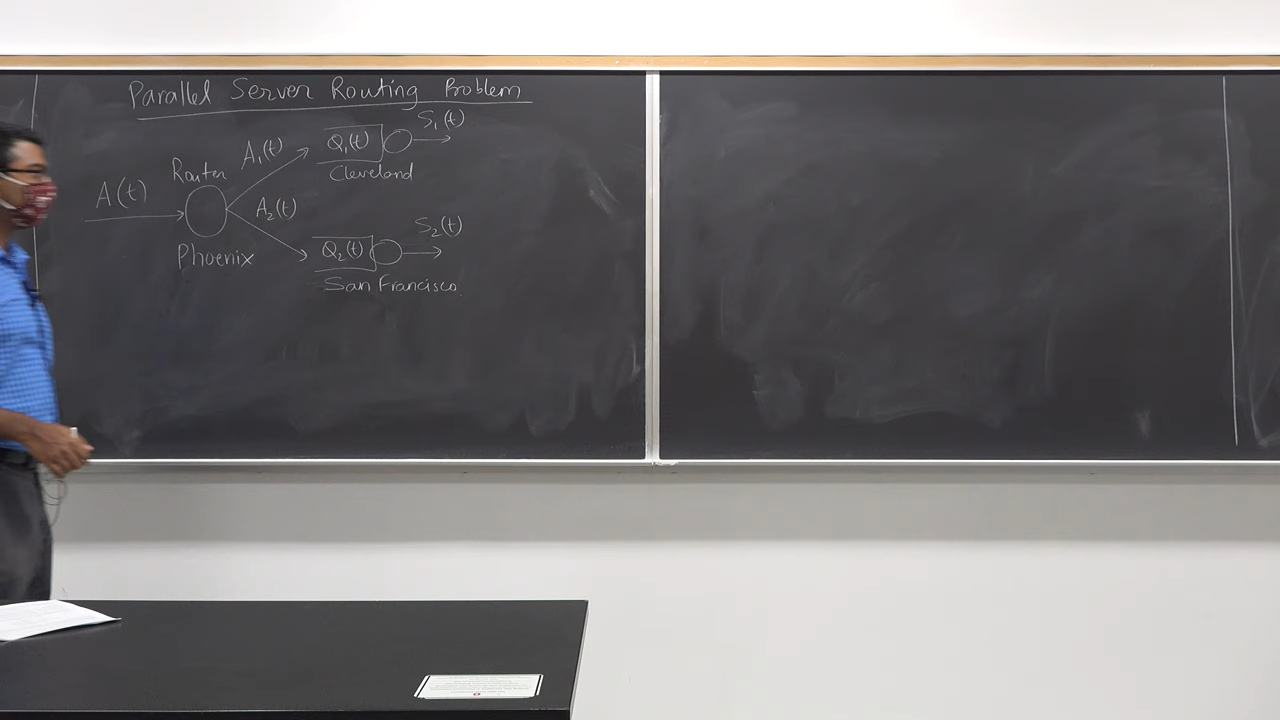 Parallel Server Routing Problem
S₁(t)
A₁(t)
Q₁(t)
Router
Cleveland
A(t)
A₂(t)
S₂(t)
Q₂(t)
Phoenix
San Francisco